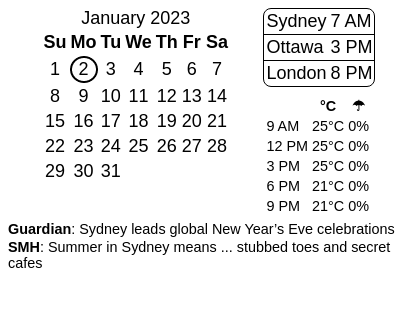 January 2023
Su Mo Tu We Th Fr Sa
1 2 3 4 5 6 7
8 9 10 11 12 13 14
15 16 17 18 19 20 21
22 23 24 25 26 27 28
29 30 31
Sydney 7 AM
Ottawa 3 PM
London 8 PM
°C ☂
9 AM 25°C 0%
12 PM 25°C 0%
3 PM 25°C 0%
6 PM 21°C 0%
9 PM 21°C 0%
Guardian: Sydney leads global New Year’s Eve celebrations
SMH: Summer in Sydney means ... stubbed toes and secret
cafes